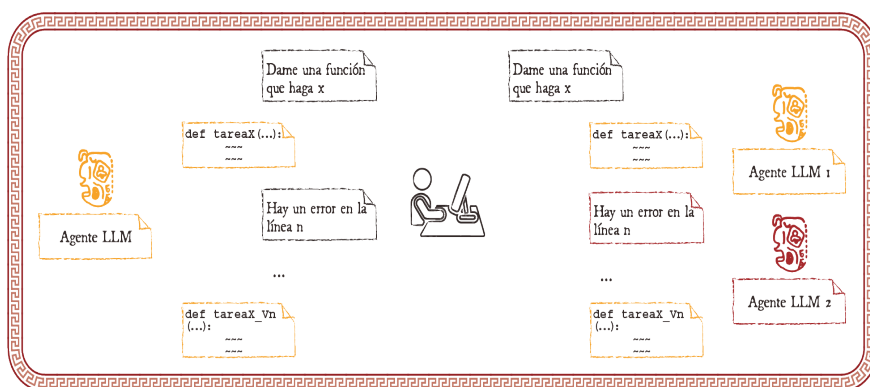 Dame una función
que haga x
def tareaX(...):
~~~
~~~
Agente LLM
Hay un error en la
línea n
...
def tareaX_Vn
(...):
~~~
~~~
Dame una función
que haga x
def tareaX(...):
~~~
~~~
Agente LLM 1
Hay un error en la
línea n
Agente LLM 2
...
def tareaX_Vn
(...):
~~~
~~~